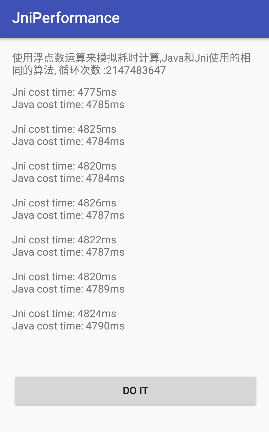 JniPerformance
使用浮点数运算来模拟耗时计算,Java和Jni使用的相
同的算法, 循环次数 :2147483647
Jni cost time: 4775ms
Java cost time: 4785ms
Jni cost time: 4825ms
Java cost time: 4784ms
Jni cost time: 4820ms
Java cost time: 4784ms
Jni cost time: 4826ms
Java cost time: 4787ms
Jni cost time: 4822ms
Java cost time: 4787ms
Jni cost time: 4820ms
Java cost time: 4789ms
Jni cost time: 4824ms
Java cost time: 4790ms
DO IT